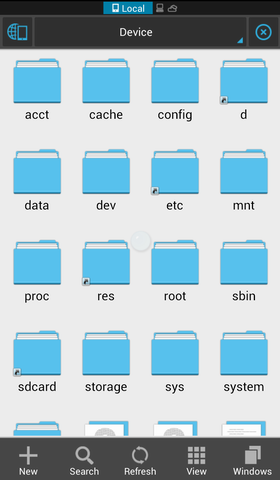 Local
Device
acct cache config d
data dev etc mnt
proc res root sbin
sdcard storage sys system
New Search Refresh View Windows